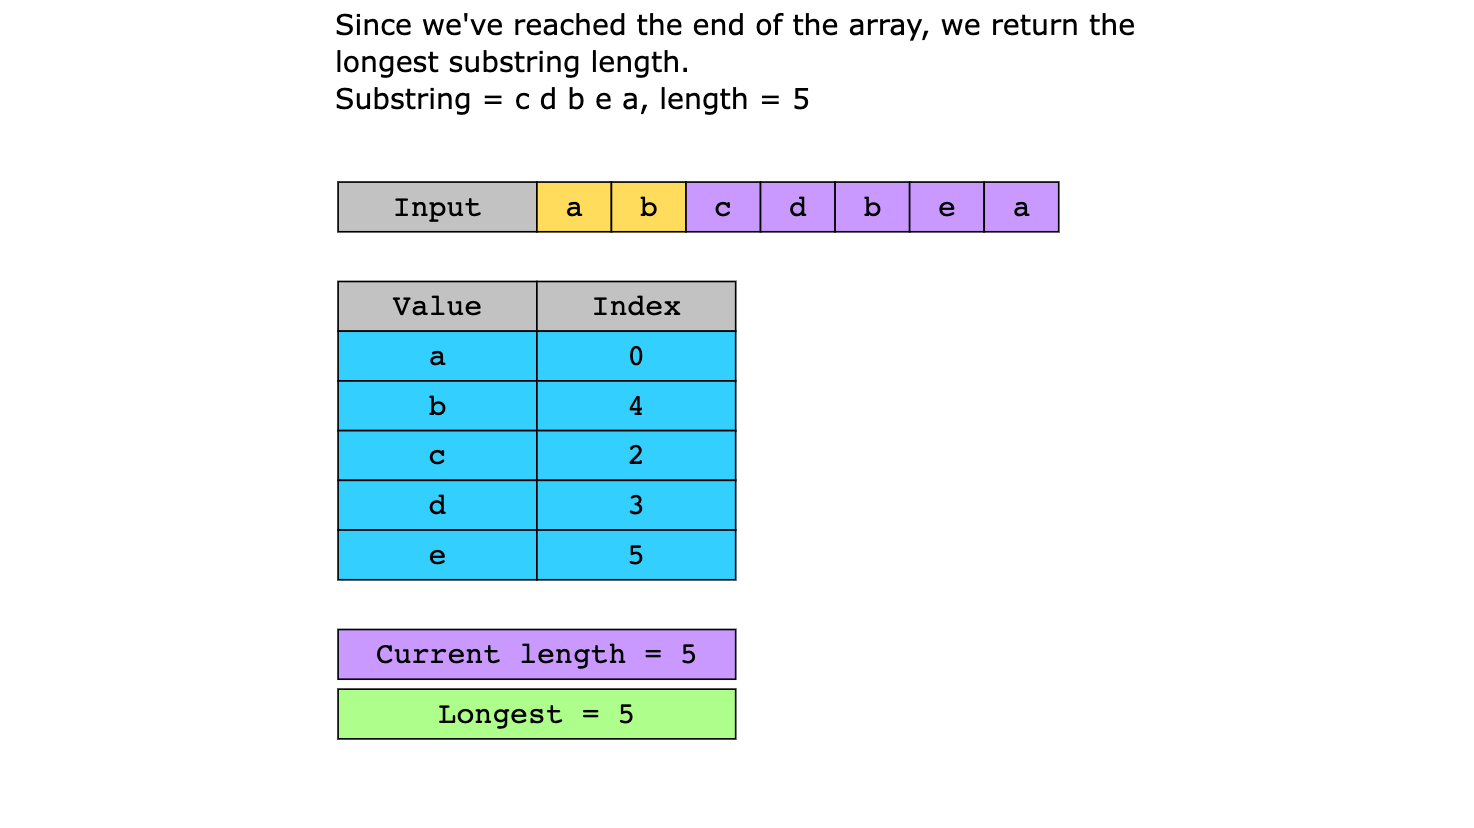 Since we've reached the end of the array, we return the
longest substring length.
Substring = c d b e a, length = 5
Input a b c d b e a
Value Index
a 0
b 4
c 2
d 3
e 5
Current length = 5
Longest = 5